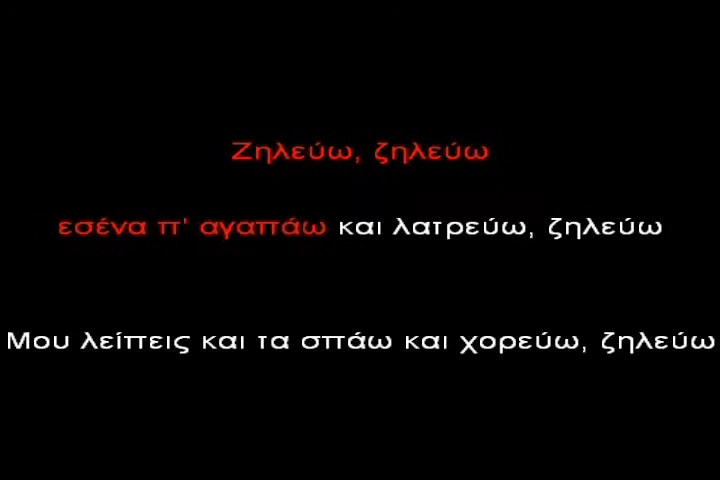 Ζηλεύω, ζηλεύω
εσένα π' αγαπάω και λατρεύω, ζηλεύω
Μου λείπεις και τα σπάω και χορεύω, ζηλεύω